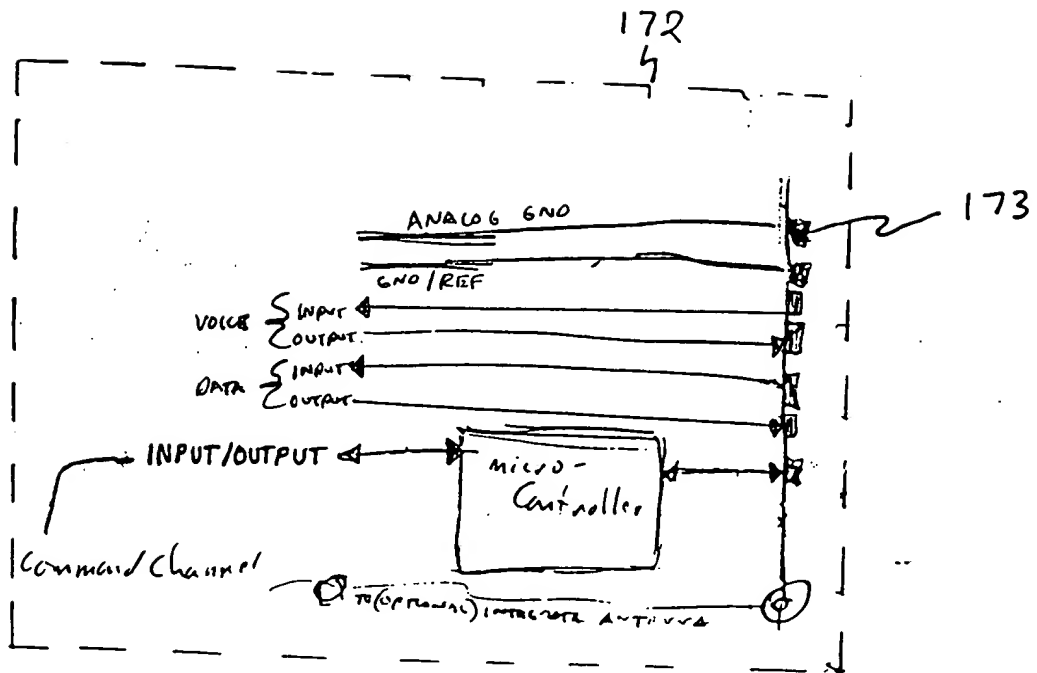 172
173
ANALOG GND
GND/REF
VOICE INPUT
OUTPUT
DATA INPUT
OUTPUT
INPUT/OUTPUT
Micro-
Controller
Command Channel
TO (OPTIONAL) INTEGRATE ANTENNA